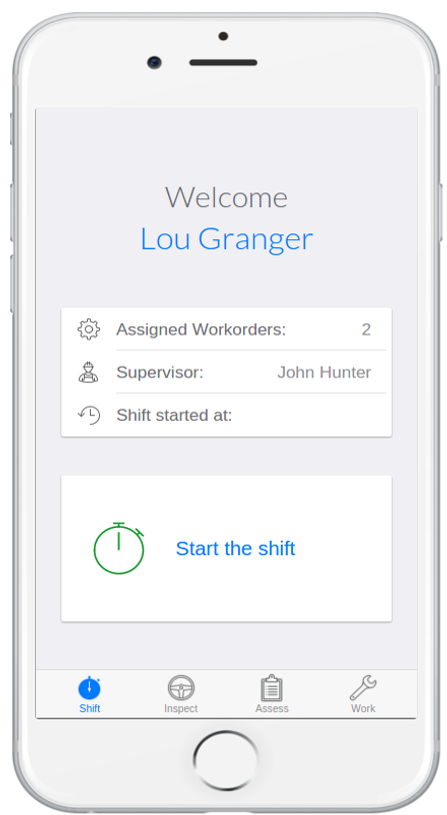 Welcome
Lou Granger
Assigned Workorders: 2
Supervisor: John Hunter
Shift started at:
Start the shift
Shift Inspect Assess Work